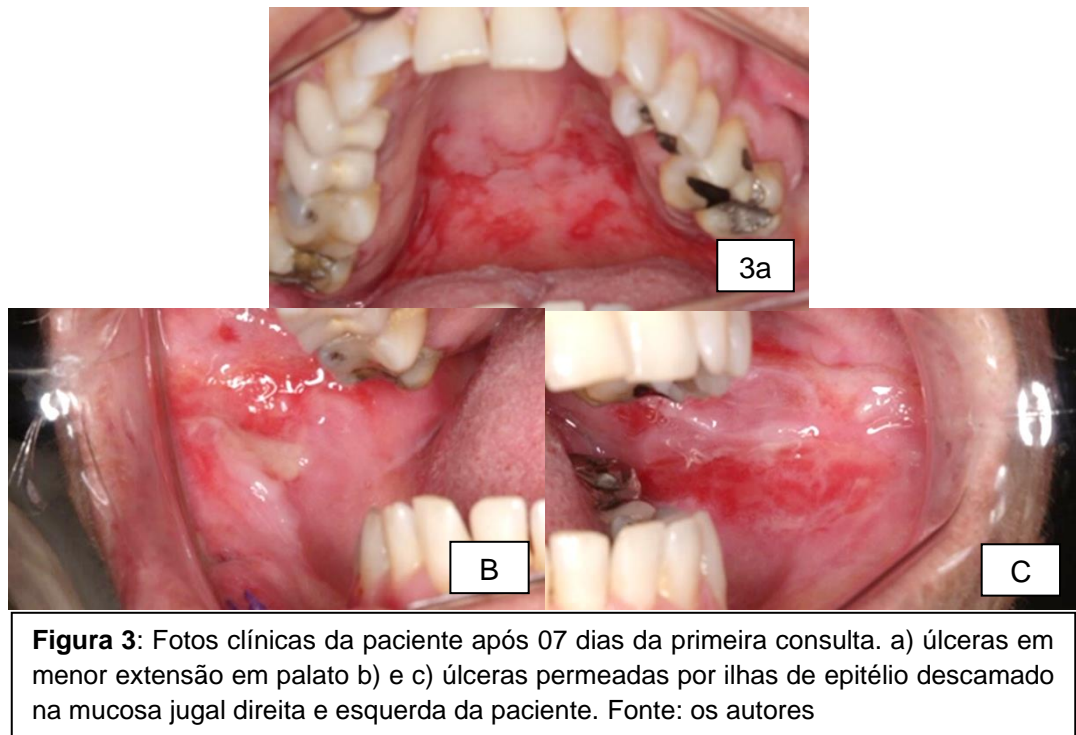 3a
B
C
Figura 3: Fotos clínicas da paciente após 07 dias da primeira consulta. a) úlceras em
menor extensão em palato b) e c) úlceras permeadas por ilhas de epitélio descamado
na mucosa jugal direita e esquerda da paciente. Fonte: os autores